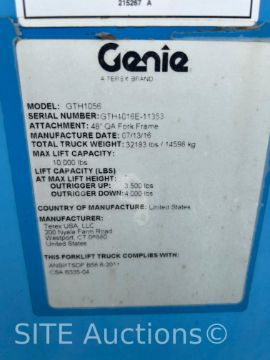 215267 A
Genie
A TEREX BRAND
MODEL: GTH1056
SERIAL NUMBER: GTH1016E-11353
ATTACHMENT: 48" QA Fork Frame
MANUFACTURE DATE: 07/13/16
TOTAL TRUCK WEIGHT: 32183 lbs / 14598 kg
MAX LIFT CAPACITY:
10,000 lbs
LIFT CAPACITY (LBS)
AT MAX LIFT HEIGHT:
OUTRIGGER UP: 3,500 lbs
OUTRIGGER DOWN: 4,000 lbs
COUNTRY OF MANUFACTURE: United States
MANUFACTURER:
Terex USA, LLC
200 Nyala Farm Road
Westport, CT 06880
United States
THIS FORKLIFT TRUCK COMPLIES WITH:
ANSI/ITSDF B56.6-2011
CSA B335-04
SITE Auctions™